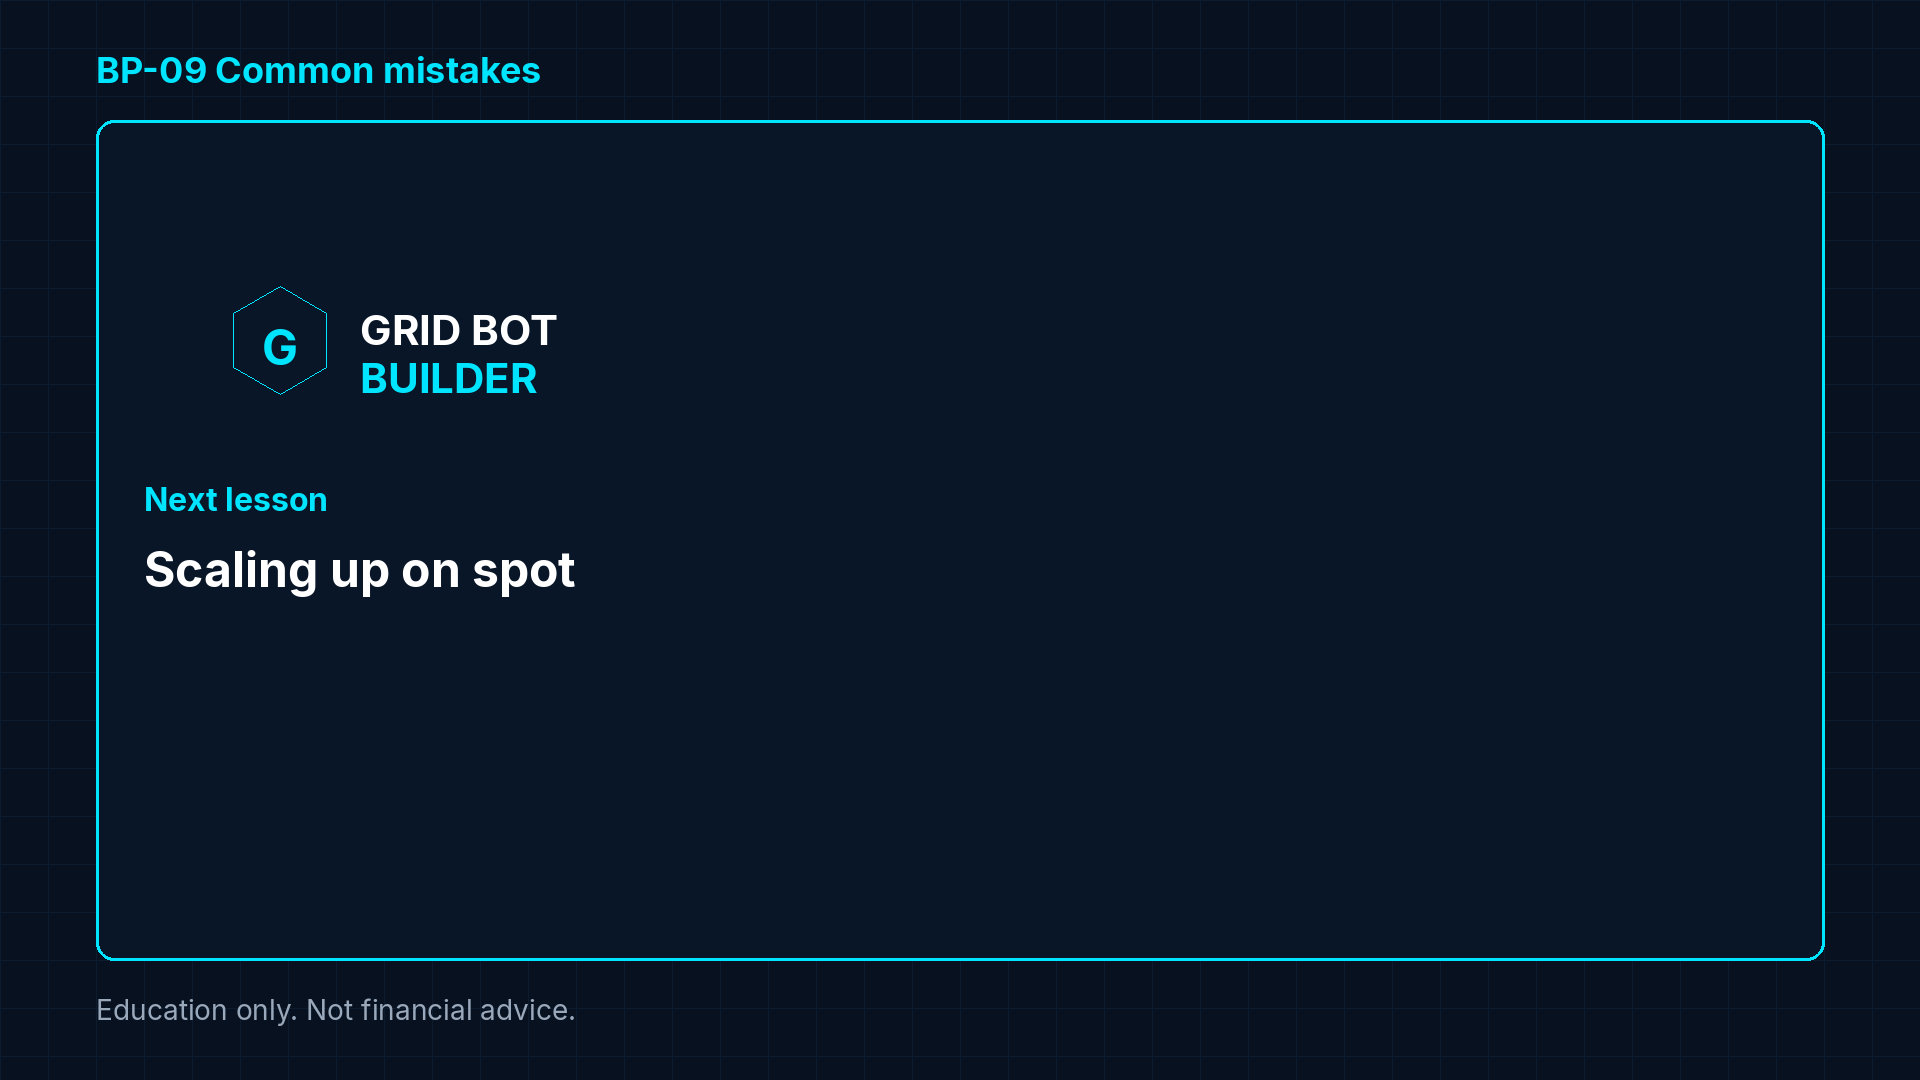 BP-09 Common mistakes
G
GRID BOT
BUILDER
Next lesson
Scaling up on spot
Education only. Not financial advice.